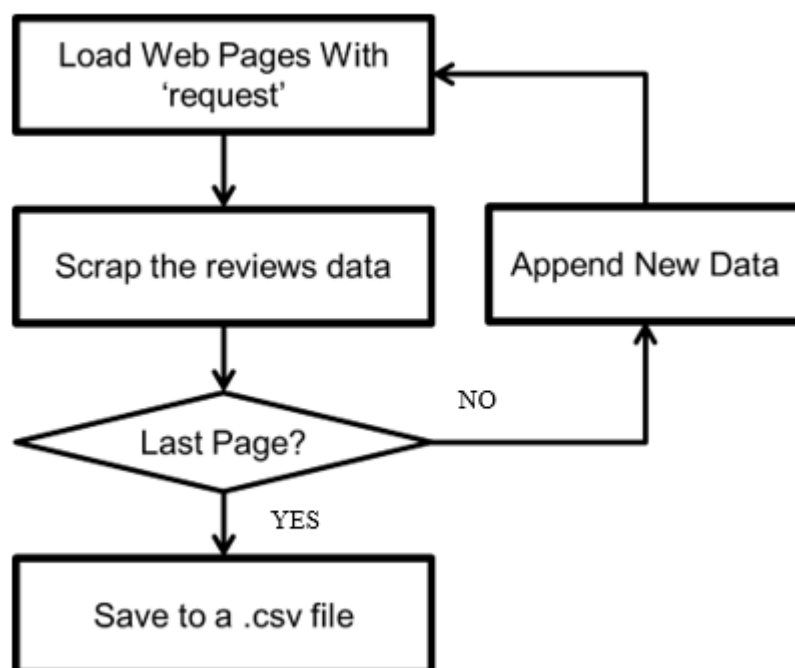 Load Web Pages With
‘request’
Scrap the reviews data
Append New Data
Last Page?
NO
YES
Save to a .csv file